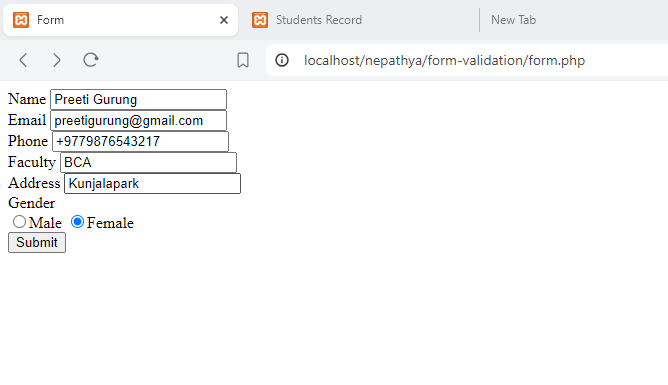 Form
Students Record
New Tab
localhost/nepathya/form-validation/form.php
Name Preeti Gurung
Email preetigurung@gmail.com
Phone +9779876543217
Faculty BCA
Address Kunjalapark
Gender
Male Female
Submit